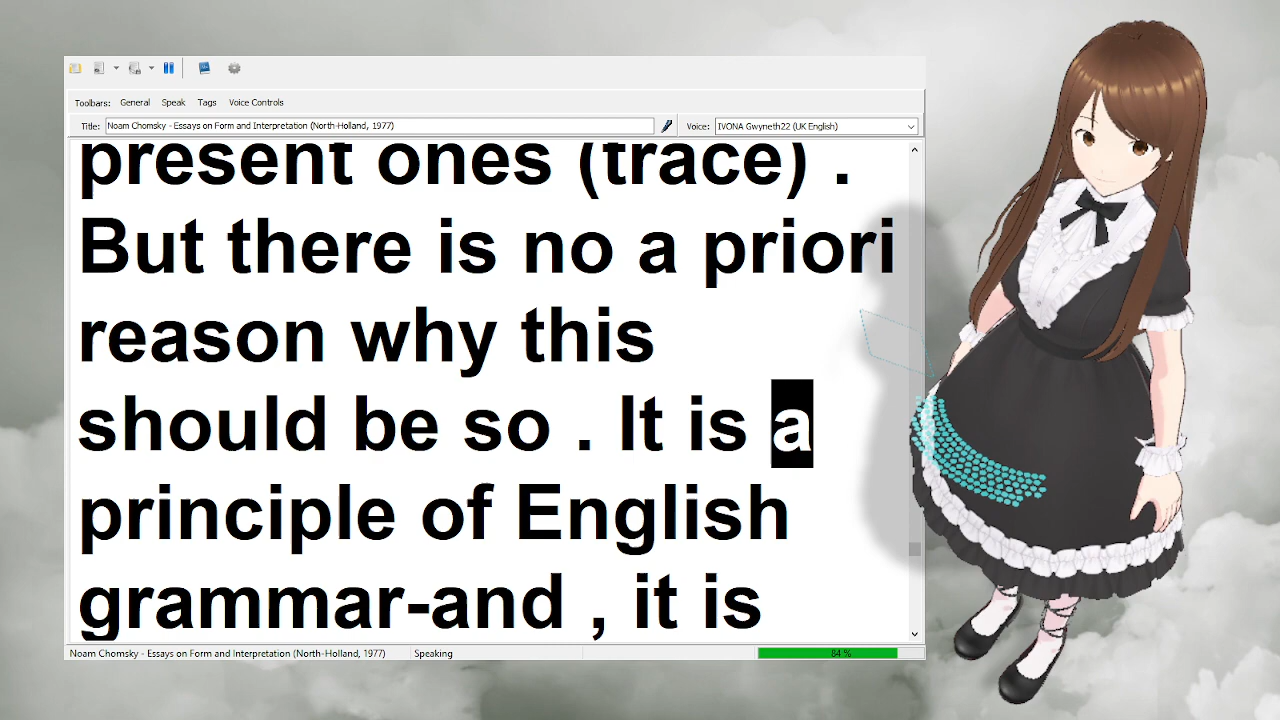 Toolbars: General Speak Tags Voice Controls
Title: Noam Chomsky - Essays on Form and Interpretation (North-Holland, 1977) Voice: IVONA Gwyneth22 (UK English)
present ones (trace) .
But there is no a priori
reason why this
should be so . It is a
principle of English
grammar-and , it is
Noam Chomsky - Essays on Form and Interpretation (North-Holland, 1977) Speaking 84 %